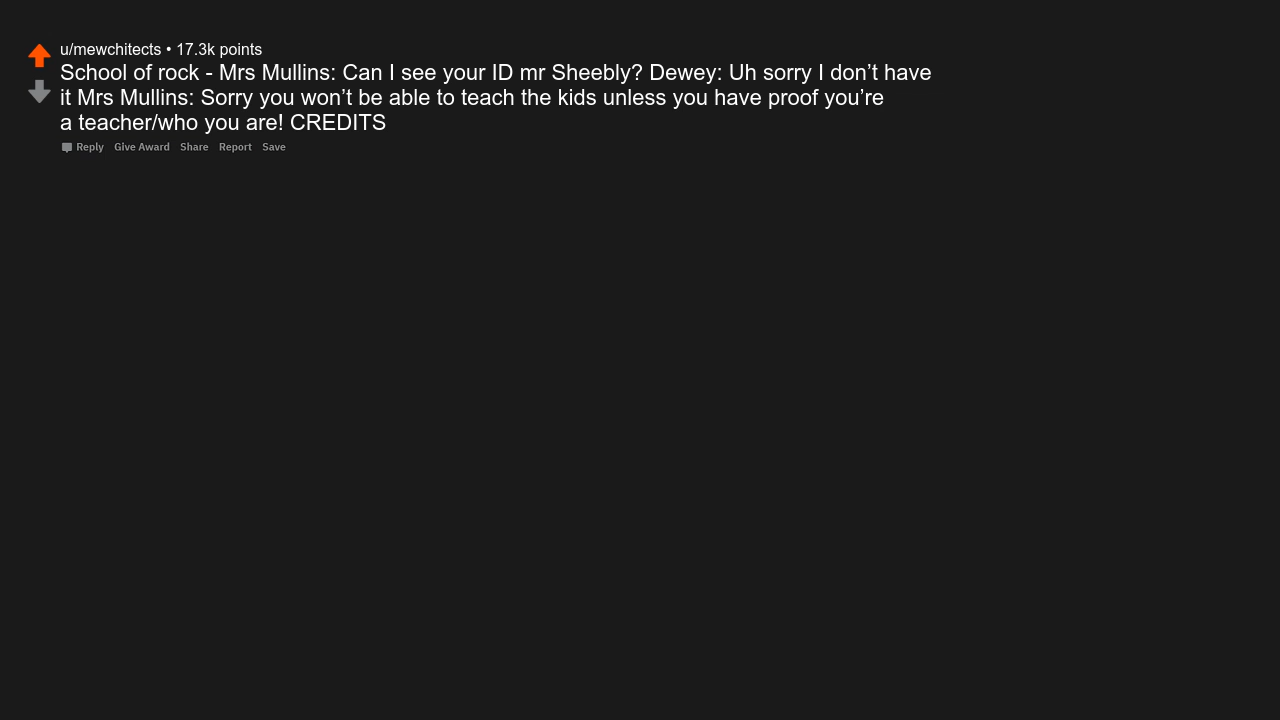 u/mewchitects • 17.3k points
School of rock - Mrs Mullins: Can I see your ID mr Sheebly? Dewey: Uh sorry I don’t have
it Mrs Mullins: Sorry you won’t be able to teach the kids unless you have proof you’re
a teacher/who you are! CREDITS
Reply Give Award Share Report Save